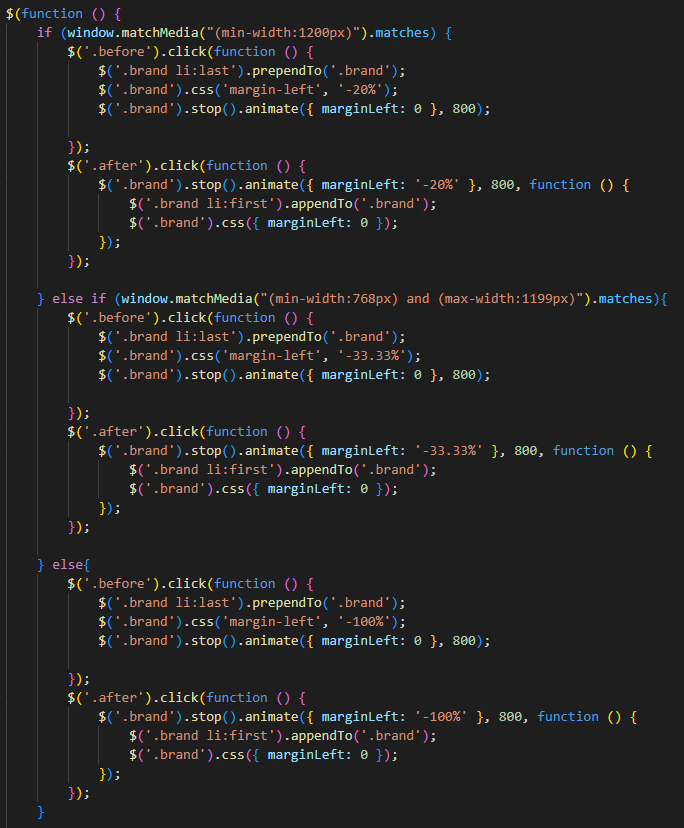 $(function () {
    if (window.matchMedia("(min-width:1200px)").matches) {
        $('.before').click(function () {
            $('.brand li:last').prependTo('.brand');
            $('.brand').css('margin-left', '-20%');
            $('.brand').stop().animate({ marginLeft: 0 }, 800);

        });
        $('.after').click(function () {
            $('.brand').stop().animate({ marginLeft: '-20%' }, 800, function () {
                $('.brand li:first').appendTo('.brand');
                $('.brand').css({ marginLeft: 0 });
            });
        });

    } else if (window.matchMedia("(min-width:768px) and (max-width:1199px)").matches){
        $('.before').click(function () {
            $('.brand li:last').prependTo('.brand');
            $('.brand').css('margin-left', '-33.33%');
            $('.brand').stop().animate({ marginLeft: 0 }, 800);

        });
        $('.after').click(function () {
            $('.brand').stop().animate({ marginLeft: '-33.33%' }, 800, function () {
                $('.brand li:first').appendTo('.brand');
                $('.brand').css({ marginLeft: 0 });
            });
        });

    } else{
        $('.before').click(function () {
            $('.brand li:last').prependTo('.brand');
            $('.brand').css('margin-left', '-100%');
            $('.brand').stop().animate({ marginLeft: 0 }, 800);

        });
        $('.after').click(function () {
            $('.brand').stop().animate({ marginLeft: '-100%' }, 800, function () {
                $('.brand li:first').appendTo('.brand');
                $('.brand').css({ marginLeft: 0 });
            });
        });
    }